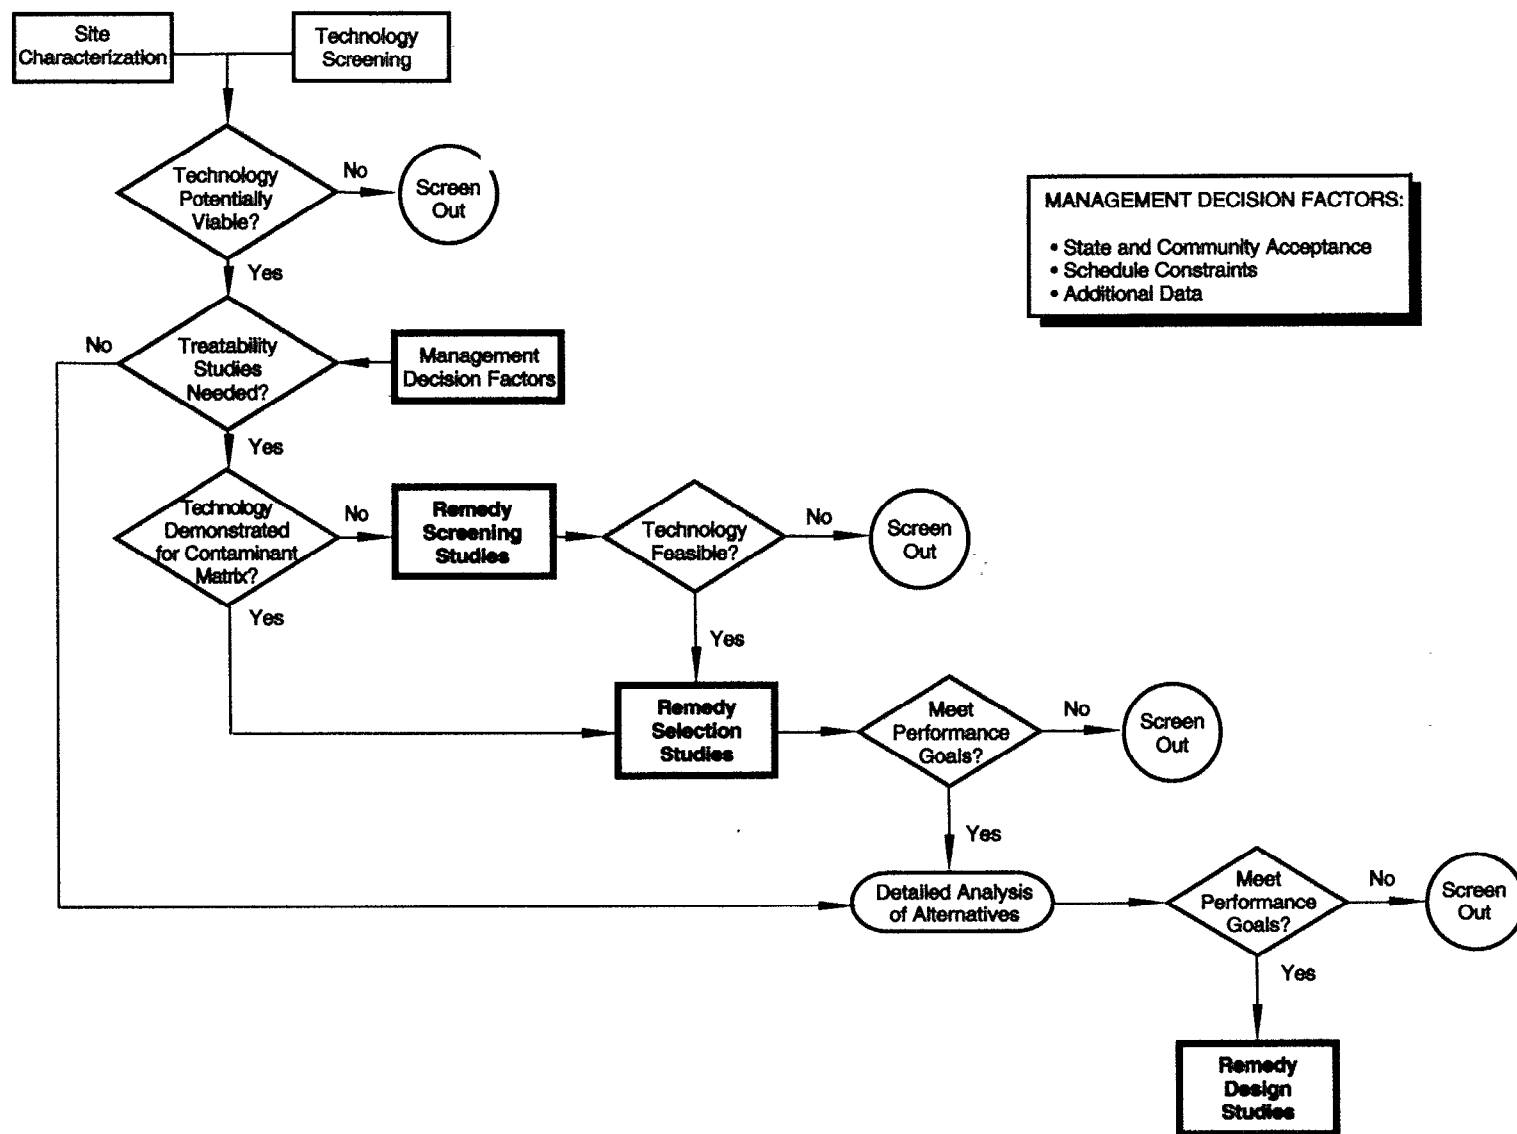 Site
Characterization
Technology
Screening
Technology
Potentially
Viable?
No
Screen
Out
MANAGEMENT DECISION FACTORS:
• State and Community Acceptance
• Schedule Constraints
• Additional Data
Yes
No
Treatability
Studies
Needed?
Management
Decision Factors
Yes
Technology
Demonstrated
for Contaminant
Matrix?
No
Remedy
Screening
Studies
Technology
Feasible?
No
Screen
Out
Yes
Yes
Remedy
Selection
Studies
Meet
Performance
Goals?
No
Screen
Out
Yes
Detailed Analysis
of Alternatives
Meet
Performance
Goals?
No
Screen
Out
Yes
Remedy
Design
Studies